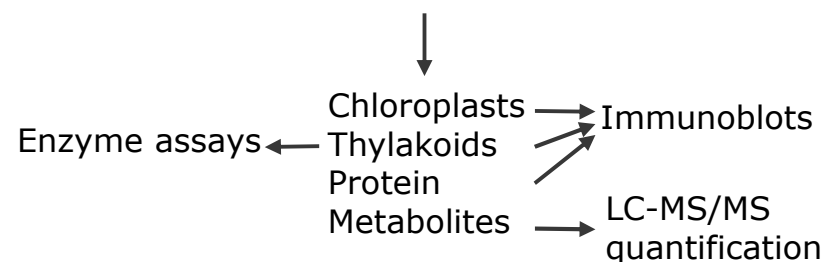 Chloroplasts
Immunoblots
Enzyme assays
Thylakoids
Protein
Metabolites
LC-MS/MS
quantification